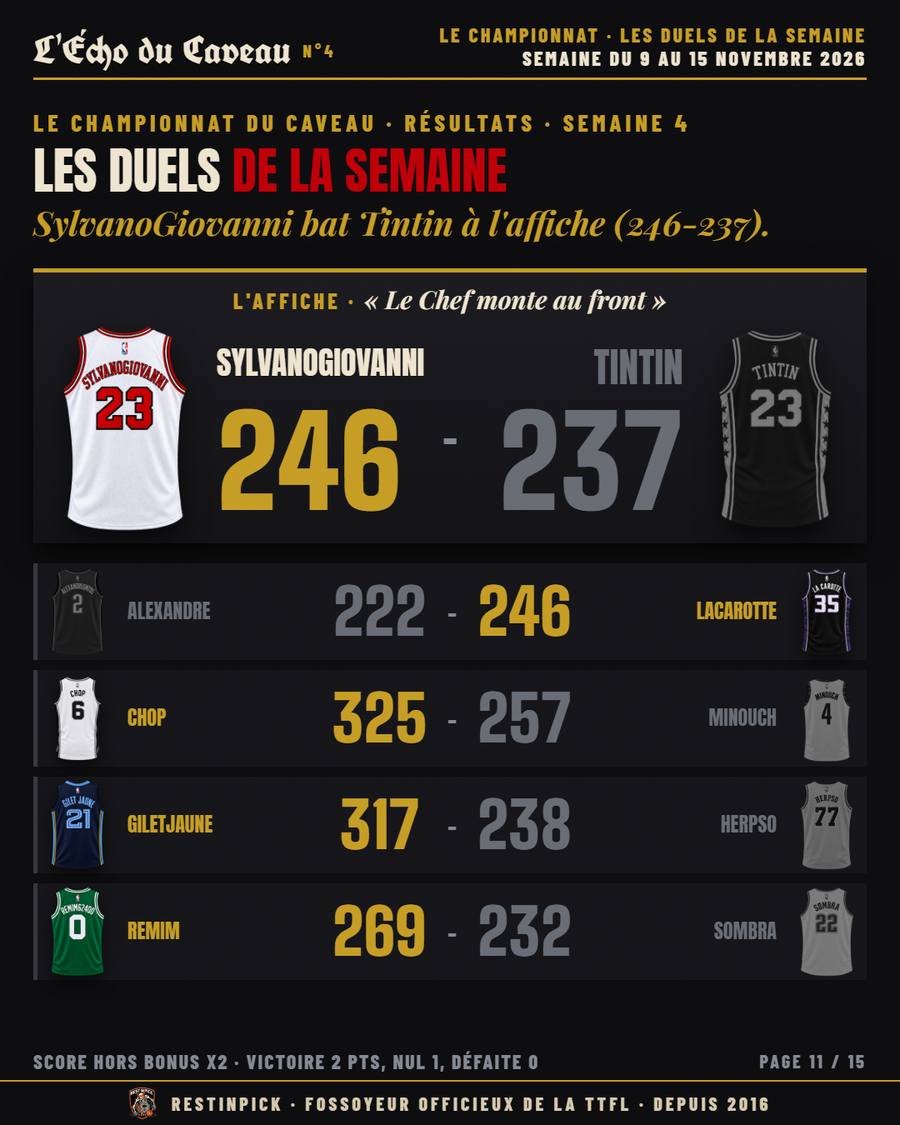 L'Écho du Caveau N°4
LE CHAMPIONNAT · LES DUELS DE LA SEMAINE
SEMAINE DU 9 AU 15 NOVEMBRE 2026
LE CHAMPIONNAT DU CAVEAU · RÉSULTATS · SEMAINE 4
LES DUELS DE LA SEMAINE
SylvanoGiovanni bat Tintin à l'affiche (246-237).
L'AFFICHE · « Le Chef monte au front »
SYLVANOGIOVANNI
23
SYLVANOGIOVANNI
246 - 237
TINTIN
TINTIN
23
2
ALEXANDRE
222 - 246
LACAROTTE
LA CAROTTE
35
CHOP
6
CHOP
325 - 257
MINOUCH
MINOUCH
4
GILET JAUNE
21
GILETJAUNE
317 - 238
HERPSO
HERPSO
77
REMIM62400
0
REMIM
269 - 232
SOMBRA
SOMBRA
22
SCORE HORS BONUS X2 · VICTOIRE 2 PTS, NUL 1, DÉFAITE 0
PAGE 11 / 15
RESTINPICK · FOSSOYEUR OFFICIEUX DE LA TTFL · DEPUIS 2016